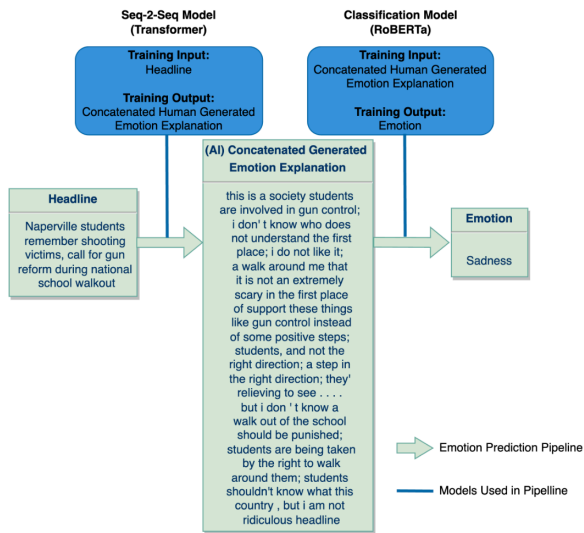 Seq-2-Seq Model
(Transformer)
Classification Model
(RoBERTa)
Training Input:
Headline
Training Output:
Concatenated Human Generated
Emotion Explanation
Training Input:
Concatenated Human Generated
Emotion Explanation
Training Output:
Emotion
(AI) Concatenated Generated
Emotion Explanation
Headline
Naperville students
remember shooting
victims, call for gun
reform during national
school walkout
this is a society students
are involved in gun control;
i don' t know who does
not understand the first
place; i do not like it;
a walk around me that
it is not an extremely
scary in the first place
of support these things
like gun control instead
of some positive steps;
students, and not the
right direction; a step in
the right direction; they'
relieving to see . . . .
but i don ' t know a
walk out of the school
should be punished;
students are being taken
by the right to walk
around them; students
shouldn't know what this
country , but i am not
ridiculous headline
Emotion
Sadness
Emotion Prediction Pipeline
Models Used in Pipelline